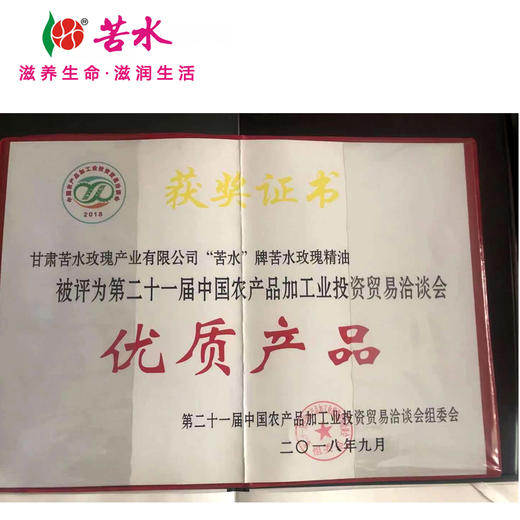 苦水
滋养生命·滋润生活
2018
获奖证书
甘肃苦水玫瑰产业有限公司“苦水”牌苦水玫瑰精油
被评为第二十一届中国农产品加工业投资贸易洽谈会
优质产品
第二十一届中国农产品加工业投资贸易洽谈会组委会
二〇一八年九月